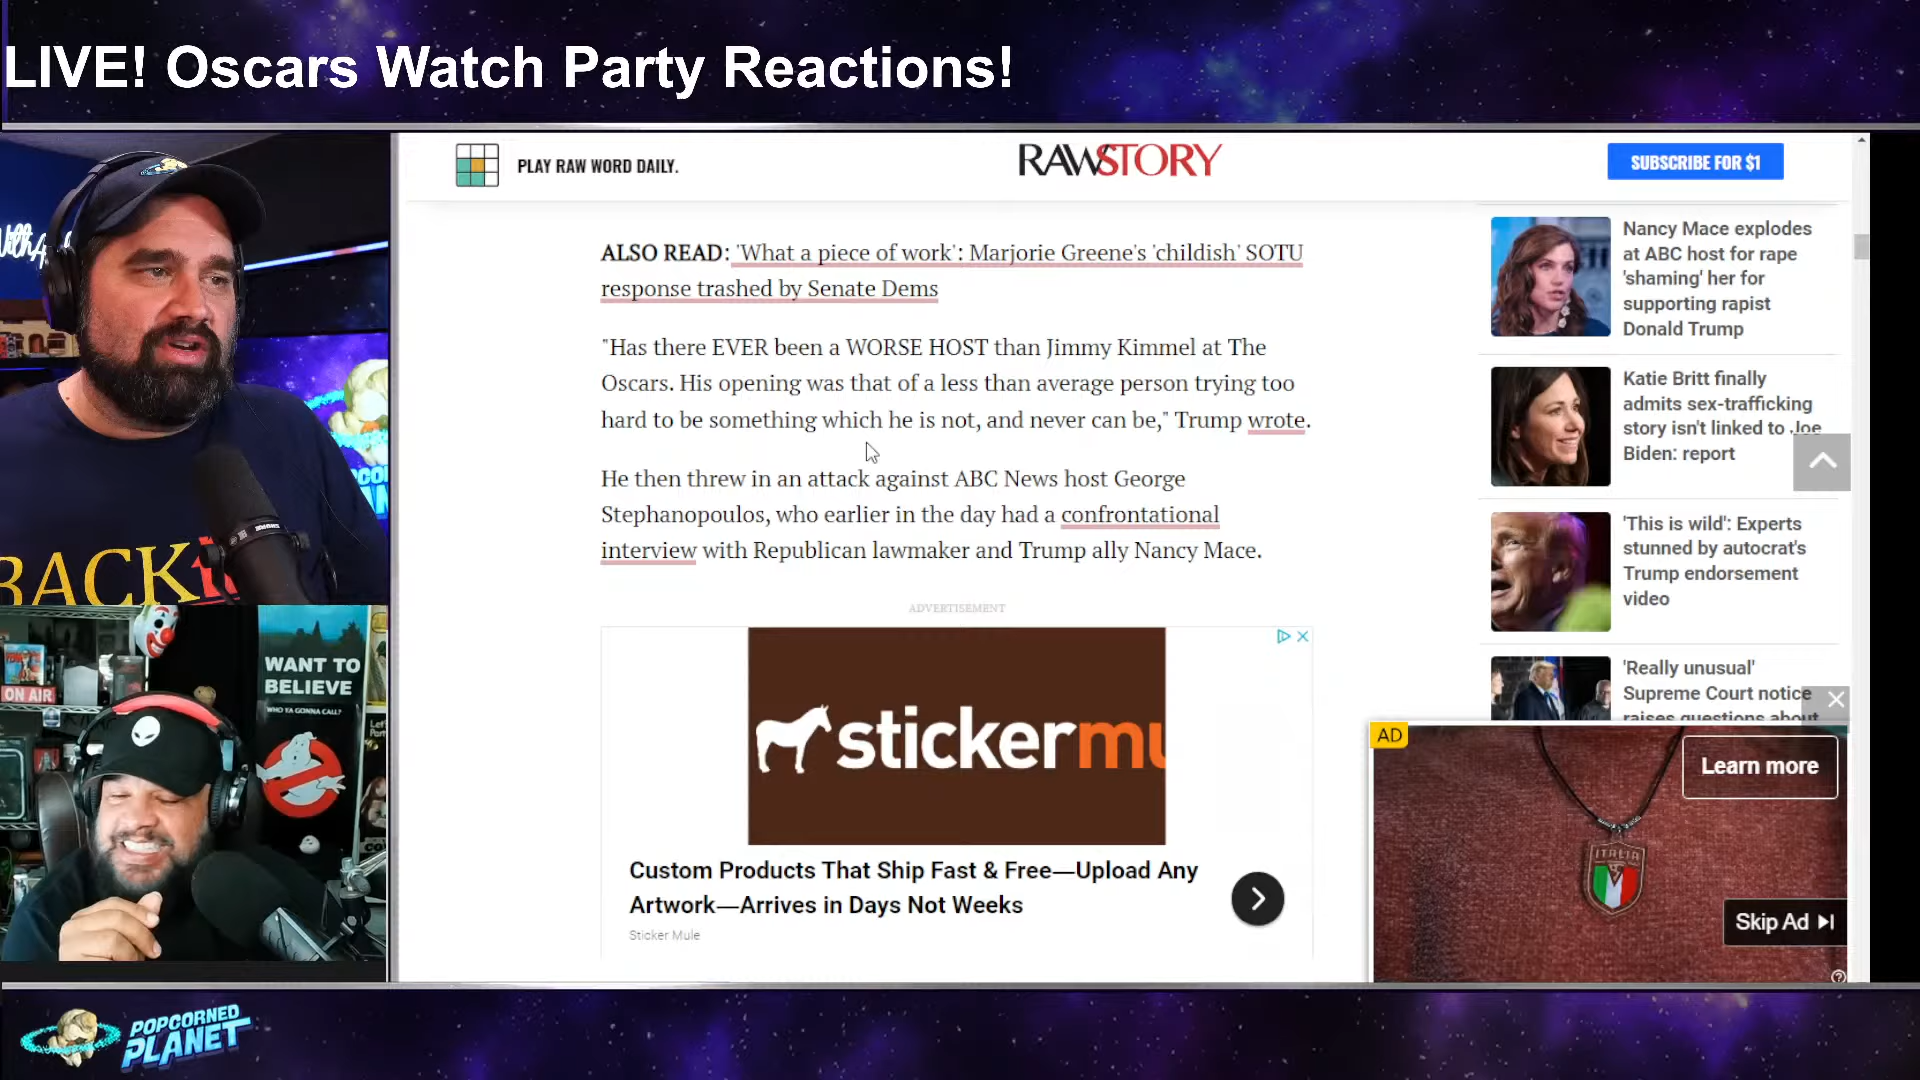 LIVE! Oscars Watch Party Reactions!
PLAY RAW WORD DAILY.
RAWSTORY
SUBSCRIBE FOR $1
ALSO READ: 'What a piece of work': Marjorie Greene's 'childish' SOTU
response trashed by Senate Dems
"Has there EVER been a WORSE HOST than Jimmy Kimmel at The
Oscars. His opening was that of a less than average person trying too
hard to be something which he is not, and never can be," Trump wrote.
He then threw in an attack against ABC News host George
Stephanopoulos, who earlier in the day had a confrontational
interview with Republican lawmaker and Trump ally Nancy Mace.
ADVERTISEMENT
stickermu
Custom Products That Ship Fast & Free—Upload Any
Artwork—Arrives in Days Not Weeks
Sticker Mule
Nancy Mace explodes
at ABC host for rape
'shaming' her for
supporting rapist
Donald Trump
Katie Britt finally
admits sex-trafficking
story isn't linked to Joe
Biden: report
'This is wild': Experts
stunned by autocrat's
Trump endorsement
video
'Really unusual'
Supreme Court notice
raises questions about
AD
Learn more
ITALIA
Skip Ad
BACK
WANT TO
BELIEVE
WHO YA GONNA CALL?
ON AIR
POPCORNED
PLANET